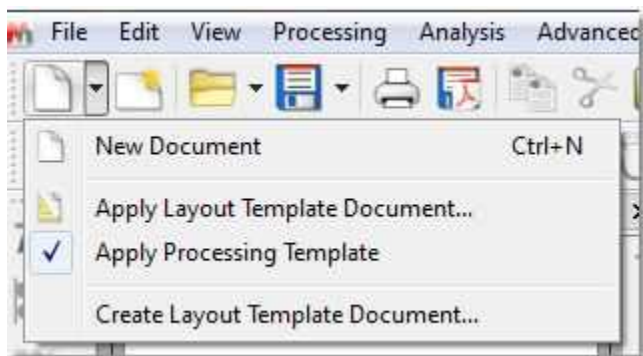 File Edit View Processing Analysis Advanced
New Document Ctrl+N
Apply Layout Template Document...
Apply Processing Template
Create Layout Template Document...